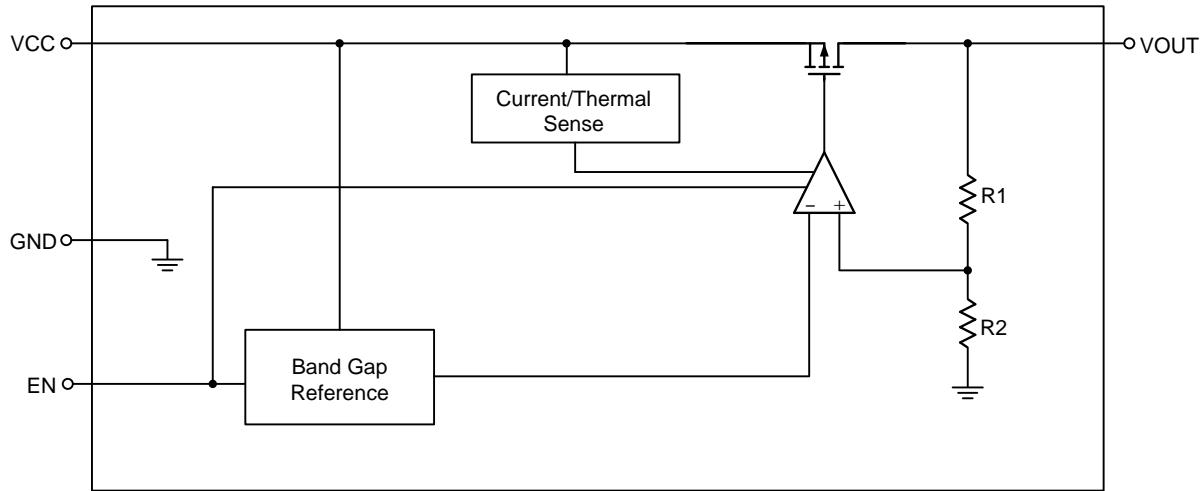 VCC
VOUT
Current/Thermal
Sense
R1
- +
GND
R2
EN
Band Gap
Reference